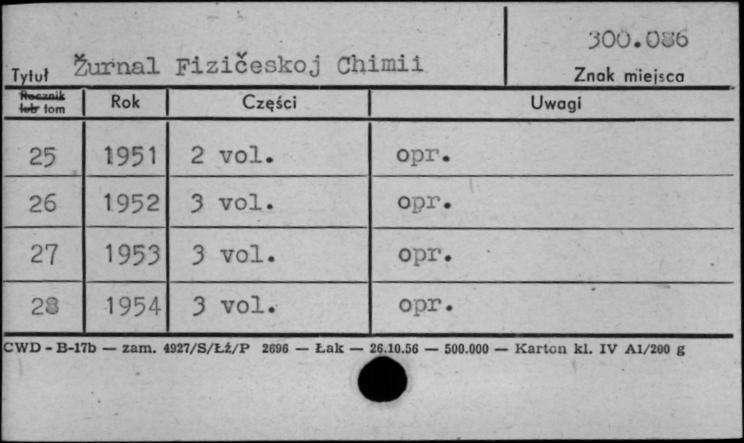 300.086
Tytuł Žurnal Fizičeskoj Chimii Znak miejsca
Rocznik lub tom Rok Części Uwagi
25 1951 2 vol. opr.
26 1952 3 vol. opr.
27 1953 3 vol. opr.
28 1954 3 vol. opr.
CWD - B-17b — zam. 4927/S/Łź/P 2696 — Łak — 26.10.56 — 500.000 — Karton kl. IV A1/200 g